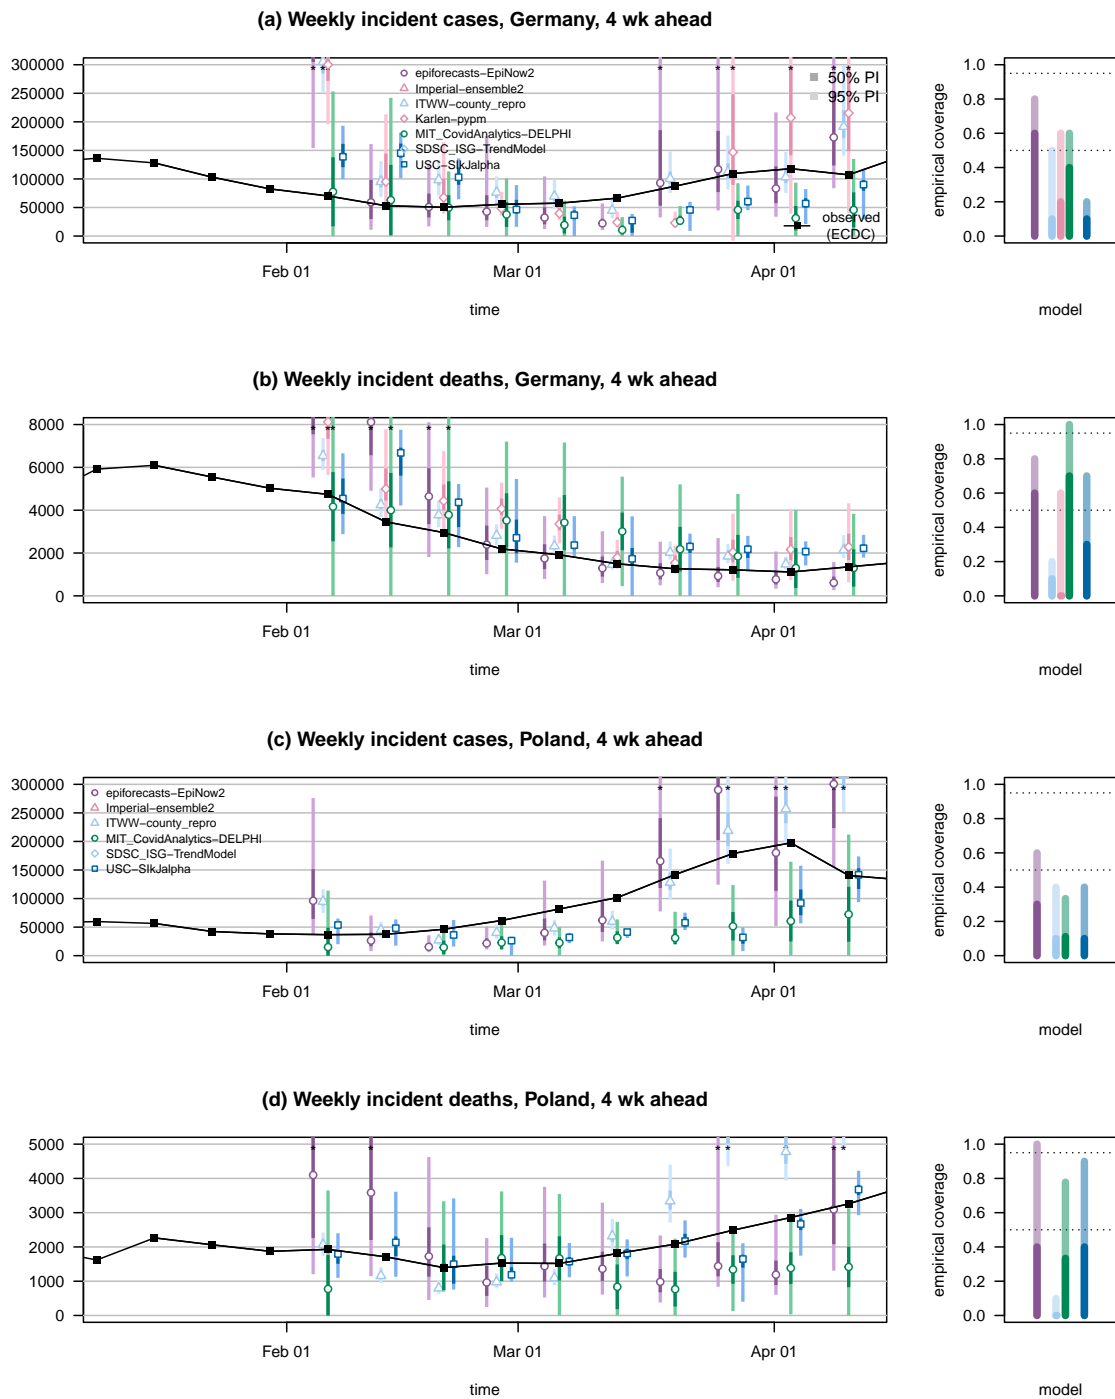 (a) Weekly incident cases, Germany, 4 wk ahead
300000
250000
200000
150000
100000
50000
0
epiforecasts−EpiNow2
Imperial−ensemble2
ITWW−county_repro
Karlen−pypm
MIT_CovidAnalytics−DELPHI
SDSC_ISG−TrendModel
USC−SIkJalpha
50% PI
95% PI
observed
(ECDC)
Feb 01
Mar 01
Apr 01
time
empirical coverage
1.0
0.8
0.6
0.4
0.2
0.0
model
(b) Weekly incident deaths, Germany, 4 wk ahead
8000
6000
4000
2000
0
Feb 01
Mar 01
Apr 01
time
empirical coverage
1.0
0.8
0.6
0.4
0.2
0.0
model
(c) Weekly incident cases, Poland, 4 wk ahead
300000
250000
200000
150000
100000
50000
0
epiforecasts−EpiNow2
Imperial−ensemble2
ITWW−county_repro
MIT_CovidAnalytics−DELPHI
SDSC_ISG−TrendModel
USC−SIkJalpha
Feb 01
Mar 01
Apr 01
time
empirical coverage
1.0
0.8
0.6
0.4
0.2
0.0
model
(d) Weekly incident deaths, Poland, 4 wk ahead
5000
4000
3000
2000
1000
0
Feb 01
Mar 01
Apr 01
time
empirical coverage
1.0
0.8
0.6
0.4
0.2
0.0
model